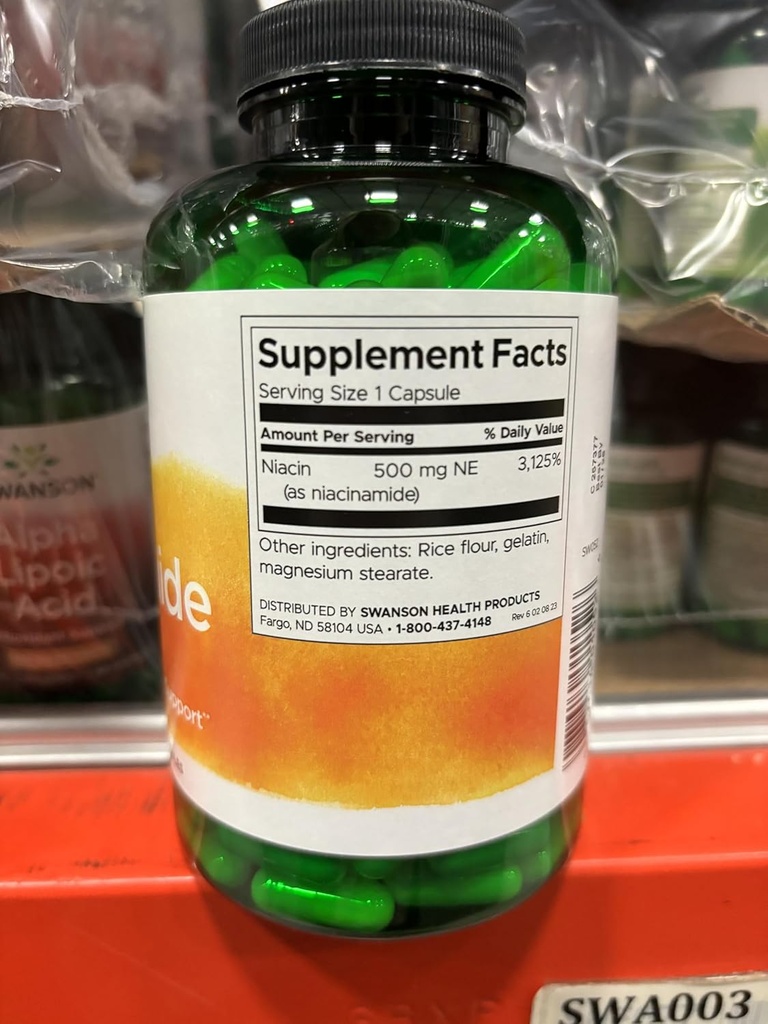 Supplement Facts
Serving Size 1 Capsule
Amount Per Serving % Daily Value
Niacin 500 mg NE 3,125%
(as niacinamide)
Other ingredients: Rice flour, gelatin,
magnesium stearate.
DISTRIBUTED BY SWANSON HEALTH PRODUCTS
Fargo, ND 58104 USA • 1-800-437-4148 Rev 6 02 08 23
ide
WANSON
Alpha
Lipoic
Acid
SWA003